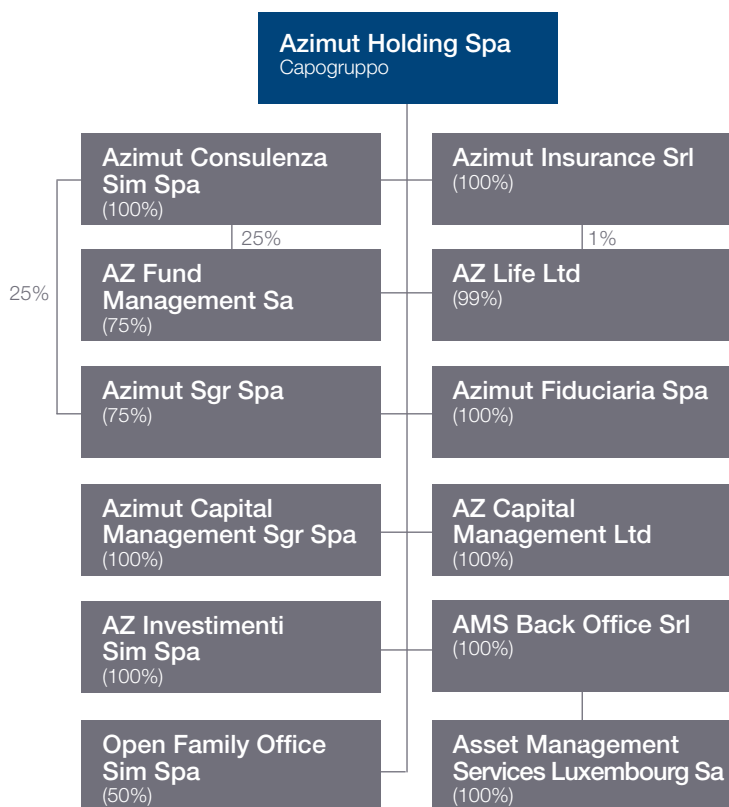 Azimut Holding Spa
Capogruppo
Azimut Consulenza
Sim Spa
(100%)
Azimut Insurance Srl
(100%)
25%
1%
25%
AZ Fund
Management Sa
(75%)
AZ Life Ltd
(99%)
Azimut Sgr Spa
(75%)
Azimut Fiduciaria Spa
(100%)
Azimut Capital
Management Sgr Spa
(100%)
AZ Capital
Management Ltd
(100%)
AZ Investimenti
Sim Spa
(100%)
AMS Back Office Srl
(100%)
Open Family Office
Sim Spa
(50%)
Asset Management
Services Luxembourg Sa
(100%)